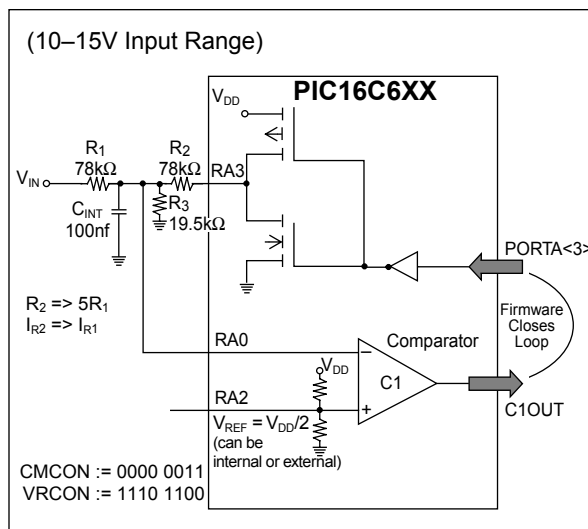 (10–15V Input Range)
PIC16C6XX
VDD
R1
78kΩ
R2
78kΩ
RA3
VIN
R3
19.5kΩ
CINT
100nf
PORTA<3>
R2 => 5R1
IR2 => IR1
Firmware
Closes
Loop
RA0
Comparator
VDD
C1
RA2
C1OUT
VREF = VDD/2
(can be
internal or external)
CMCON := 0000 0011
VRCON := 1110 1100